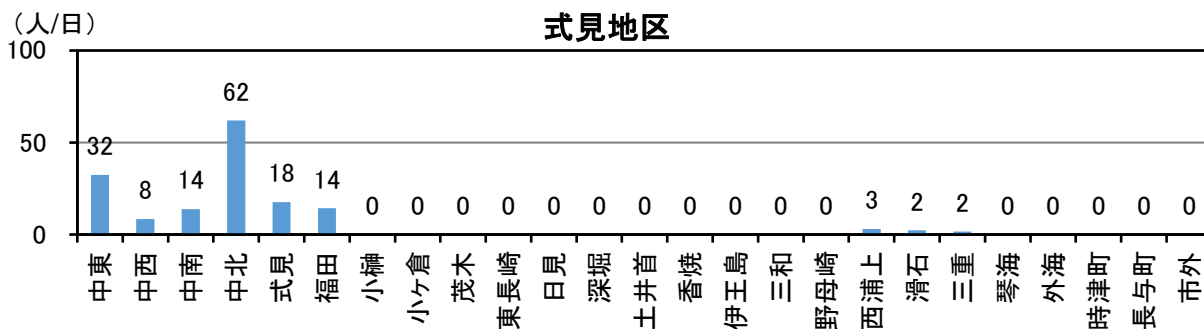 （人/日）
式見地区
100
50
0
32 8 14 62 18 14 0 0 0 0 0 0 0 0 0 0 0 3 2 2 0 0 0 0 0
中東 中西 中南 中北 式見 福田 小榊 小ヶ倉 茂木 東長崎 日見 深堀 土井首 香焼 伊王島 三和 野母崎 西浦上 滑石 三重 琴海 外海 時津町 長与町 市外